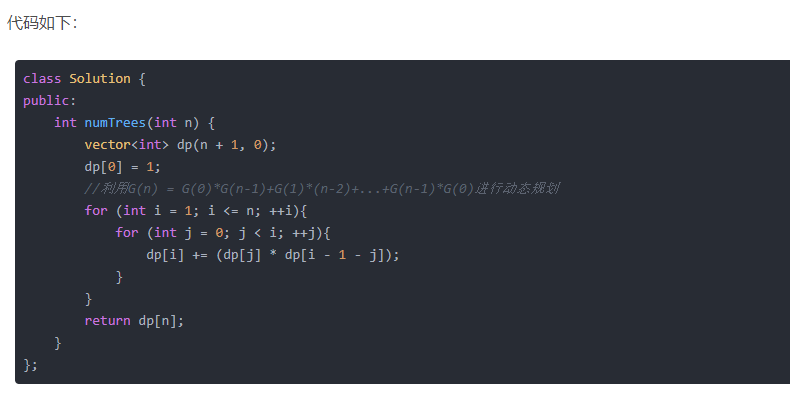 代码如下：
class Solution {
public:
    int numTrees(int n) {
        vector<int> dp(n + 1, 0);
        dp[0] = 1;
        //利用G(n) = G(0)*G(n-1)+G(1)*(n-2)+...+G(n-1)*G(0)进行动态规划
        for (int i = 1; i <= n; ++i){
            for (int j = 0; j < i; ++j){
                dp[i] += (dp[j] * dp[i - 1 - j]);
            }
        }
        return dp[n];
    }
};